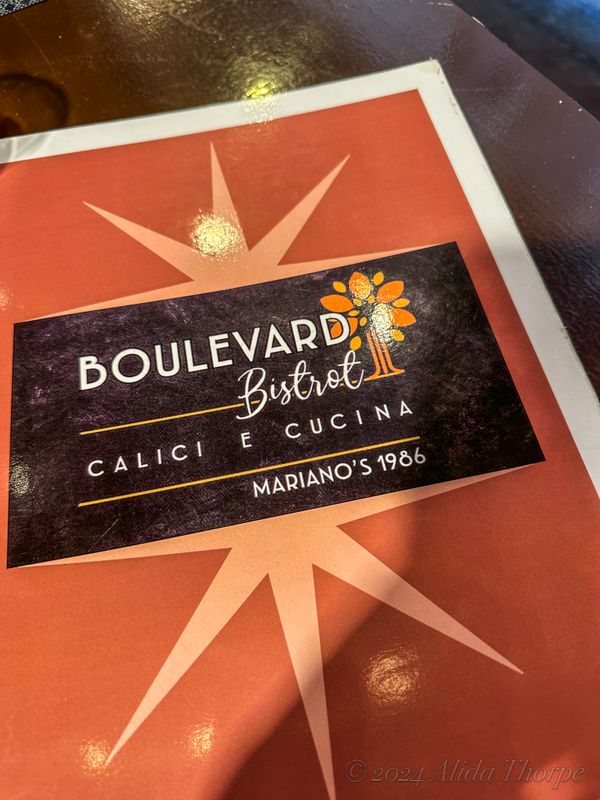 BOULEVARD
Bistrot
CALICI E CUCINA
MARIANO'S 1986
© 2024 Alida Thorpe